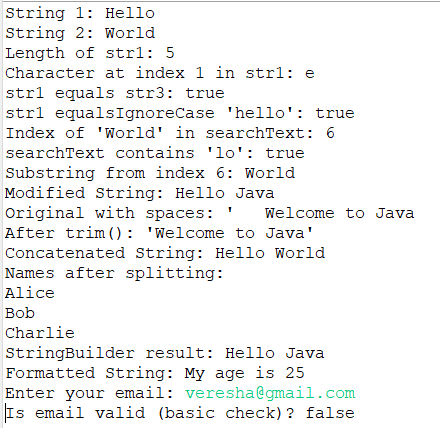 String 1: Hello
String 2: World
Length of str1: 5
Character at index 1 in str1: e
str1 equals str3: true
str1 equalsIgnoreCase 'hello': true
Index of 'World' in searchText: 6
searchText contains 'lo': true
Substring from index 6: World
Modified String: Hello Java
Original with spaces: '   Welcome to Java
After trim(): 'Welcome to Java'
Concatenated String: Hello World
Names after splitting:
Alice
Bob
Charlie
StringBuilder result: Hello Java
Formatted String: My age is 25
Enter your email: veresha@gmail.com
Is email valid (basic check)? false